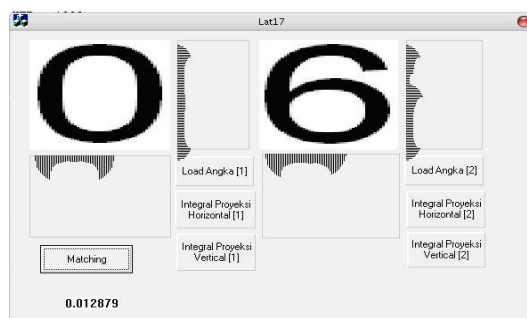 Lat17
0
6
Load Angka [1]
Load Angka [2]
Integral Proyeksi
Horizontal [1]
Integral Proyeksi
Horizontal [2]
Matching
Integral Proyeksi
Vertical [1]
Integral Proyeksi
Vertical [2]
0.012879